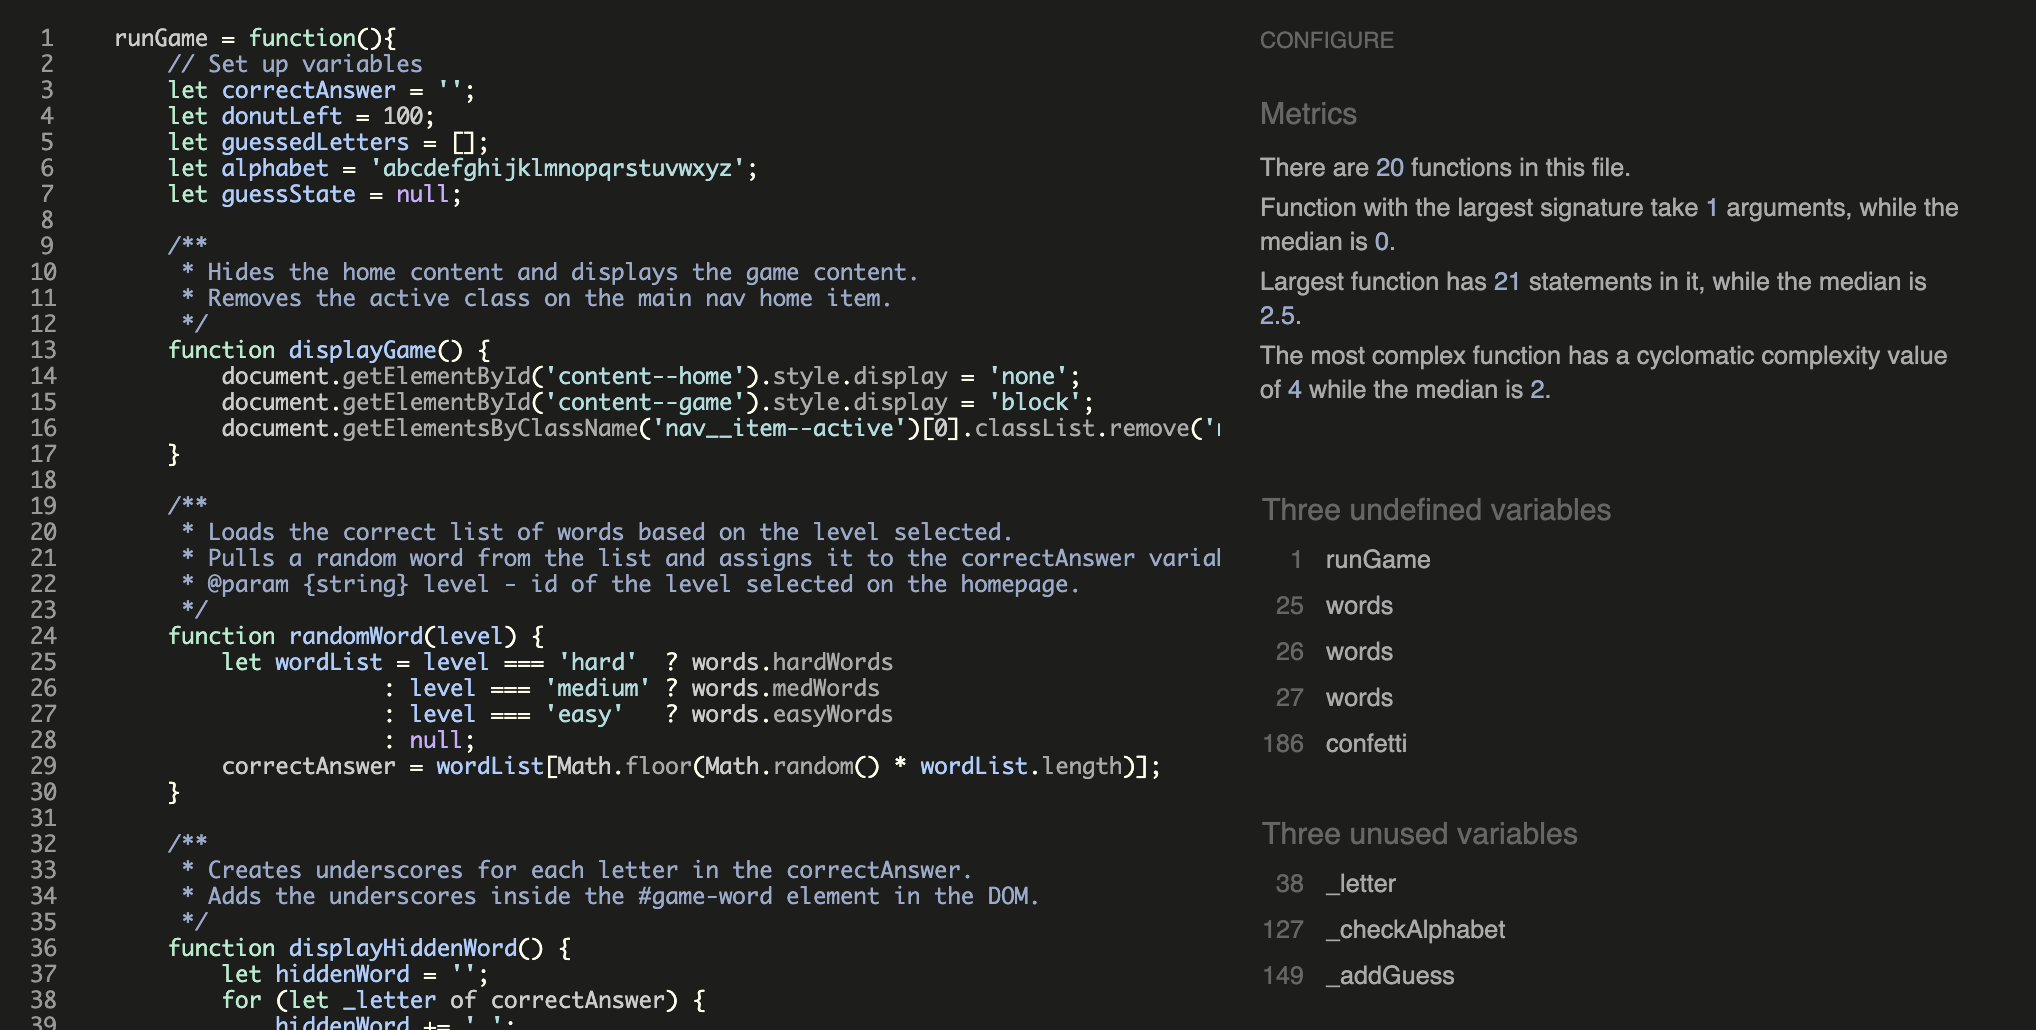 1 runGame = function(){
2 // Set up variables
3 let correctAnswer = '';
4 let donutLeft = 100;
5 let guessedLetters = [];
6 let alphabet = 'abcdefghijklmnopqrstuvwxyz';
7 let guessState = null;
8
9 /**
10 * Hides the home content and displays the game content.
11 * Removes the active class on the main nav home item.
12 */
13 function displayGame() {
14 document.getElementById('content--home').style.display = 'none';
15 document.getElementById('content--game').style.display = 'block';
16 document.getElementsByClassName('nav__item--active')[0].classList.remove('
17 }
18
19 /**
20 * Loads the correct list of words based on the level selected.
21 * Pulls a random word from the list and assigns it to the correctAnswer variab
22 * @param {string} level - id of the level selected on the homepage.
23 */
24 function randomWord(level) {
25 let wordList = level === 'hard' ? words.hardWords
26 : level === 'medium' ? words.medWords
27 : level === 'easy' ? words.easyWords
28 : null;
29 correctAnswer = wordList[Math.floor(Math.random() * wordList.length)];
30 }
31
32 /**
33 * Creates underscores for each letter in the correctAnswer.
34 * Adds the underscores inside the #game-word element in the DOM.
35 */
36 function displayHiddenWord() {
37 let hiddenWord = '';
38 for (let _letter of correctAnswer) {
39 hiddenWord += '_';
CONFIGURE
Metrics
There are 20 functions in this file.
Function with the largest signature take 1 arguments, while the
median is 0.
Largest function has 21 statements in it, while the median is
2.5.
The most complex function has a cyclomatic complexity value
of 4 while the median is 2.
Three undefined variables
1 runGame
25 words
26 words
27 words
186 confetti
Three unused variables
38 _letter
127 _checkAlphabet
149 _addGuess